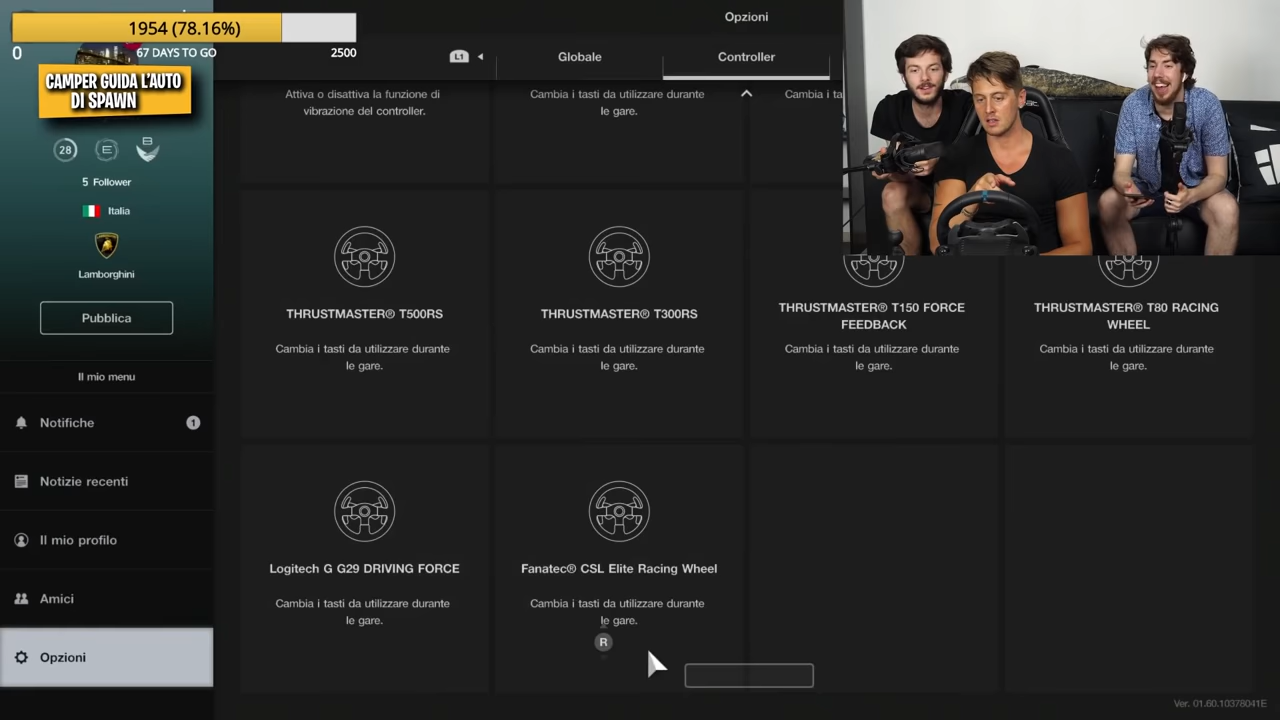 1954 (78.16%)
0
67 DAYS TO GO
2500
CAMPER GUIDA L'AUTO
DI SPAWN
28
E
B
5 Follower
Italia
Lamborghini
Pubblica
Il mio menu
Notifiche
1
Notizie recenti
Il mio profilo
Amici
Opzioni
Opzioni
L1
Globale
Controller
Attiva o disattiva la funzione di
vibrazione del controller.
Cambia i tasti da utilizzare durante
le gare.
Cambia i ta
THRUSTMASTER® T500RS
Cambia i tasti da utilizzare durante
le gare.
THRUSTMASTER® T300RS
Cambia i tasti da utilizzare durante
le gare.
THRUSTMASTER® T150 FORCE
FEEDBACK
Cambia i tasti da utilizzare durante
le gare.
THRUSTMASTER® T80 RACING
WHEEL
Cambia i tasti da utilizzare durante
le gare.
Logitech G G29 DRIVING FORCE
Cambia i tasti da utilizzare durante
le gare.
Fanatec® CSL Elite Racing Wheel
Cambia i tasti da utilizzare durante
le gare.
R
Ver. 01.60.10378041E